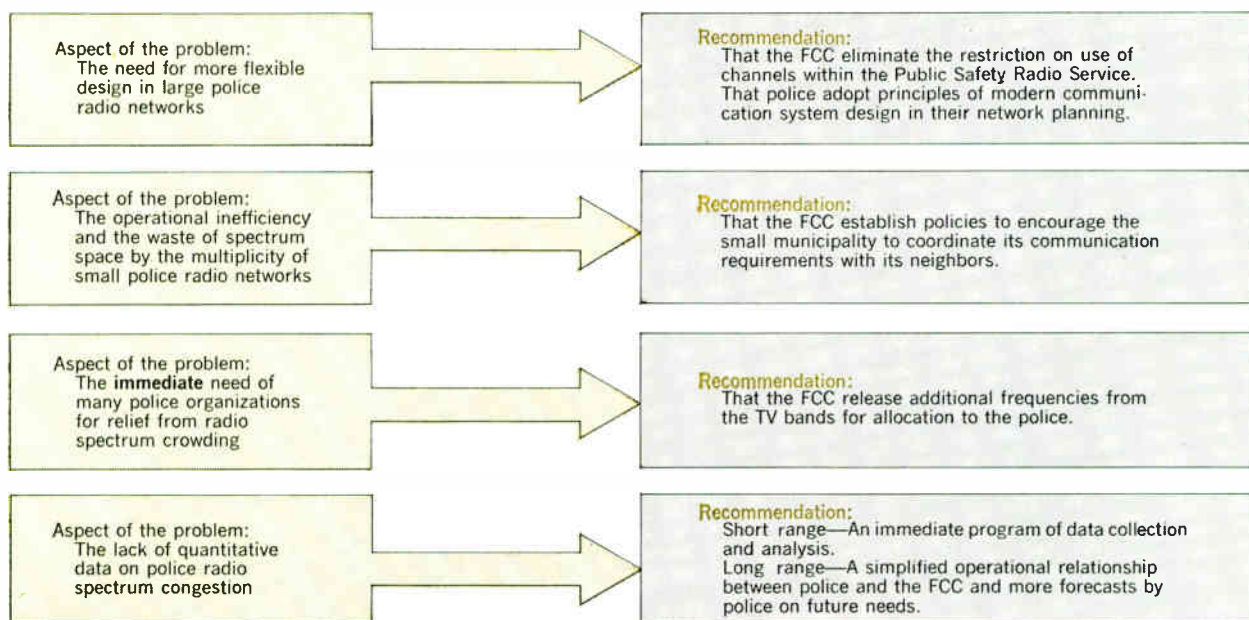 Aspect of the problem:
The need for more flexible
design in large police
radio networks
Recommendation:
That the FCC eliminate the restriction on use of
channels within the Public Safety Radio Service.
That police adopt principles of modern communi-
cation system design in their network planning.
Aspect of the problem:
The operational inefficiency
and the waste of spectrum
space by the multiplicity of
small police radio networks
Recommendation:
That the FCC establish policies to encourage the
small municipality to coordinate its communication
requirements with its neighbors.
Aspect of the problem:
The immediate need of
many police organizations
for relief from radio
spectrum crowding
Recommendation:
That the FCC release additional frequencies from
the TV bands for allocation to the police.
Aspect of the problem:
The lack of quantitative
data on police radio
spectrum congestion
Recommendation:
Short range—An immediate program of data collection
and analysis.
Long range—A simplified operational relationship
between police and the FCC and more forecasts by
police on future needs.